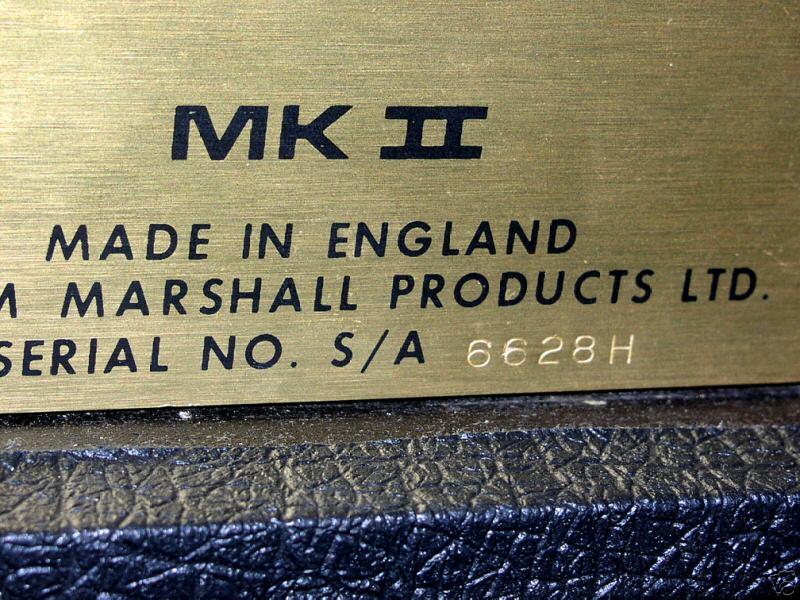 MK II
MADE IN ENGLAND
M MARSHALL PRODUCTS LTD.
SERIAL NO. S/A 6628H